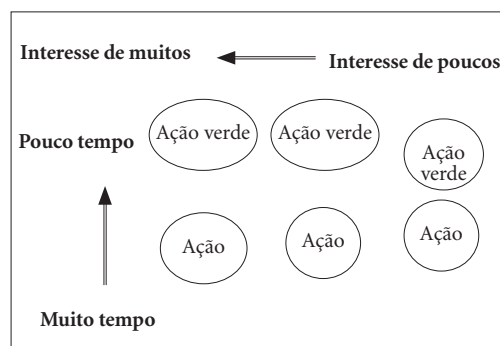 Interesse de muitos
Interesse de poucos
Pouco tempo
Ação verde
Ação verde
Ação
verde
Ação
Ação
Ação
Muito tempo